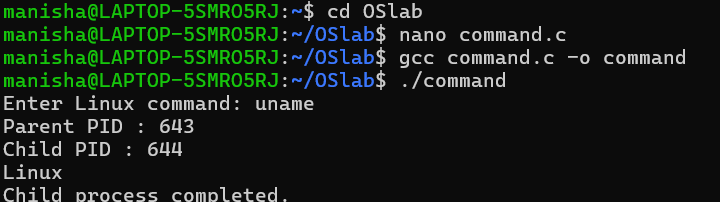 manisha@LAPTOP-5SMRO5RJ:~$ cd OSlab
manisha@LAPTOP-5SMRO5RJ:~/OSlab$ nano command.c
manisha@LAPTOP-5SMRO5RJ:~/OSlab$ gcc command.c -o command
manisha@LAPTOP-5SMRO5RJ:~/OSlab$ ./command
Enter Linux command: uname
Parent PID : 643
Child PID : 644
Linux
Child process completed.